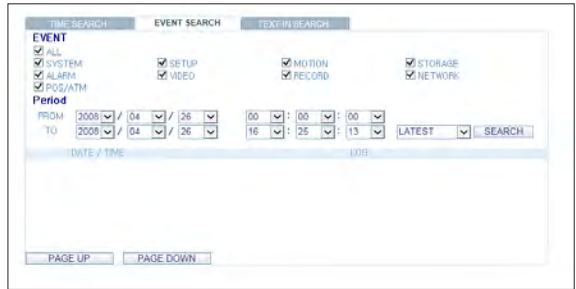 TIME SEARCH EVENT SEARCH TEXT-IN SEARCH
EVENT
ALL
SYSTEM SETUP MOTION STORAGE
ALARM VIDEO RECORD NETWORK
POS/ATM
Period
FROM 2008 / 04 / 26 00 : 00 : 00
TO 2008 / 04 / 26 16 : 25 : 13 LATEST SEARCH
DATE / TIME LOG
PAGE UP PAGE DOWN